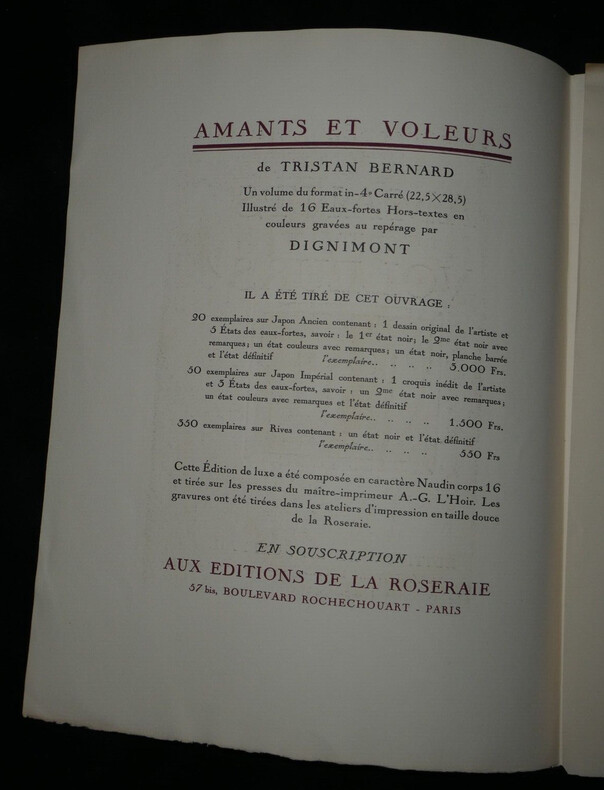 AMANTS ET VOLEURS
de TRISTAN BERNARD
Un volume du format in-4º Carré (22,5×28,5)
Illustré de 16 Eaux-fortes Hors-textes en
couleurs gravées au repérage par
DIGNIMONT
IL A ÉTÉ TIRÉ DE CET OUVRAGE :
20 exemplaires sur Japon Ancien contenant : 1 dessin original de l'artiste et
5 États des eaux-fortes, savoir : le 1er état noir; le 2me état noir avec
remarques; un état couleurs avec remarques; un état noir, planche barrée
et l'état définitif l'exemplaire.. .. .. .. 3.000 Frs.
50 exemplaires sur Japon Impérial contenant : 1 croquis inédit de l'artiste
et 3 États des eaux-fortes, savoir : un 2me état noir avec remarques;
un état couleurs avec remarques et l'état définitif
l'exemplaire.. .. .. .. 1.500 Frs.
550 exemplaires sur Rives contenant : un état noir et l'état définitif
l'exemplaire.. .. .. .. 550 Frs
Cette Édition de luxe a été composée en caractère Naudin corps 16
et tirée sur les presses du maître-imprimeur A.-G. L'Hoir. Les
gravures ont été tirées dans les ateliers d'impression en taille douce
de la Roseraie.
EN SOUSCRIPTION
AUX EDITIONS DE LA ROSERAIE
57 bis, BOULEVARD ROCHECHOUART - PARIS